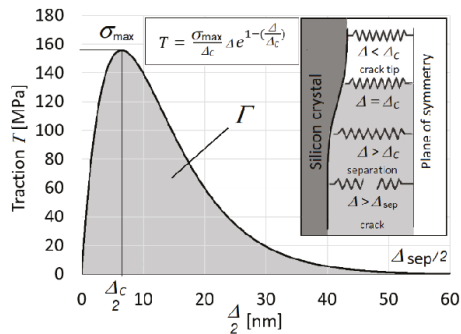 180
160
140
120
100
80
60
40
20
0
Traction T [MPa]
σmax
T = σmax/Δc Δ e^1−(Δ/Δc)
Γ
Δc/2
0
10
20
30
40
50
60
Δ/2 [nm]
Δsep/2
Silicon crystal
Plane of symmetry
Δ < Δc
crack tip
Δ = Δc
Δ > Δc
separation
Δ > Δsep
crack